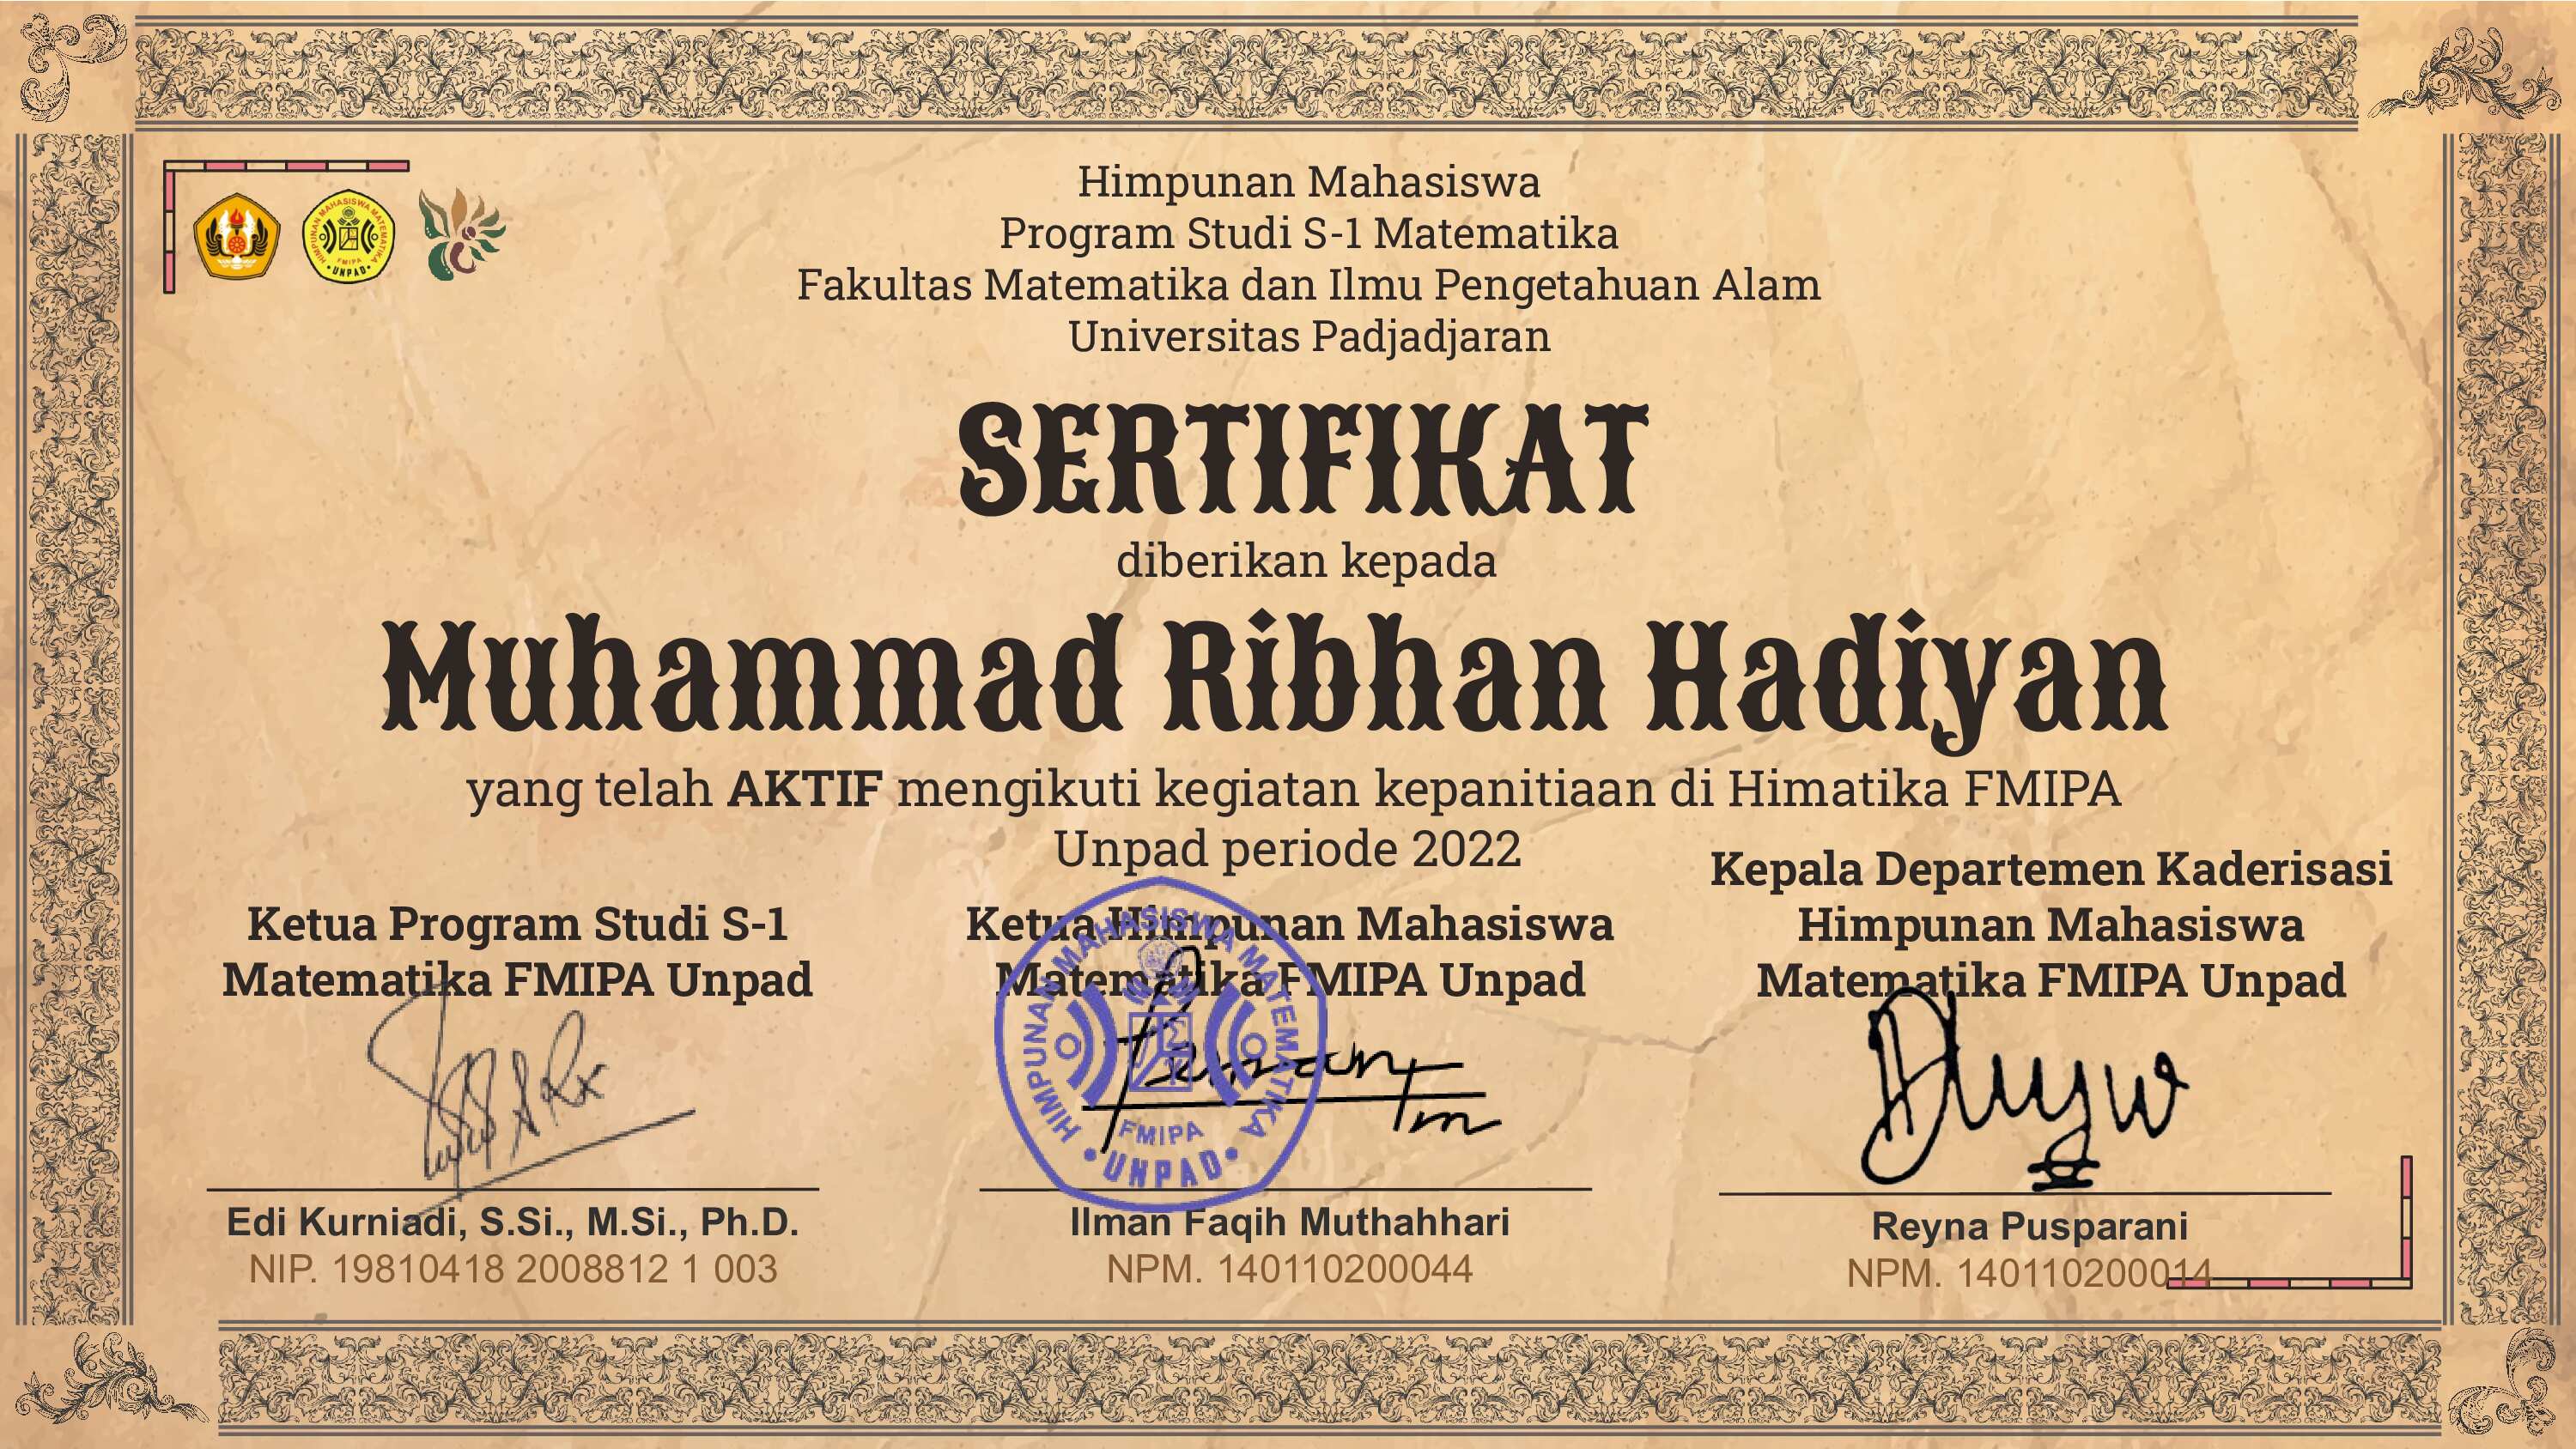 HIMPUNAN MAHASISWA MATEMATIKA
FMIPA
UNPAD
Himpunan Mahasiswa
Program Studi S-1 Matematika
Fakultas Matematika dan Ilmu Pengetahuan Alam
Universitas Padjadjaran
SERTIFIKAT
diberikan kepada
Muhammad Ribhan Hadiyan
yang telah AKTIF mengikuti kegiatan kepanitiaan di Himatika FMIPA
Unpad periode 2022
Ketua Program Studi S-1
Matematika FMIPA Unpad
Edi Kurniadi, S.Si., M.Si., Ph.D.
NIP. 19810418 2008812 1 003
Ketua Himpunan Mahasiswa
Matematika FMIPA Unpad
HIMPUNAN MAHASISWA MATEMATIKA
FMIPA
UNPAD
Ilman Faqih Muthahhari
NPM. 140110200044
Kepala Departemen Kaderisasi
Himpunan Mahasiswa
Matematika FMIPA Unpad
Reyna Pusparani
NPM. 140110200014